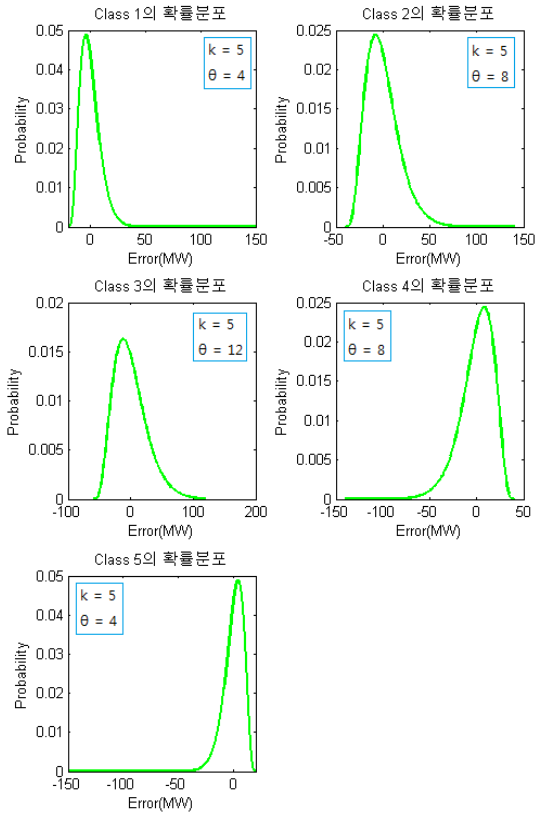 Class 1의 확률분포
0.05
0.04
0.03
0.02
0.01
0
Probability
k = 5
θ = 4
0
50
100
150
Error(MW)
Class 2의 확률분포
0.025
0.02
0.015
0.01
0.005
0
Probability
k = 5
θ = 8
-50
0
50
100
150
Error(MW)
Class 3의 확률분포
0.02
0.015
0.01
0.005
0
Probability
k = 5
θ = 12
-100
0
100
200
Error(MW)
Class 4의 확률분포
0.025
0.02
0.015
0.01
0.005
0
Probability
k = 5
θ = 8
-150
-100
-50
0
50
Error(MW)
Class 5의 확률분포
0.05
0.04
0.03
0.02
0.01
0
Probability
k = 5
θ = 4
-150
-100
-50
0
Error(MW)